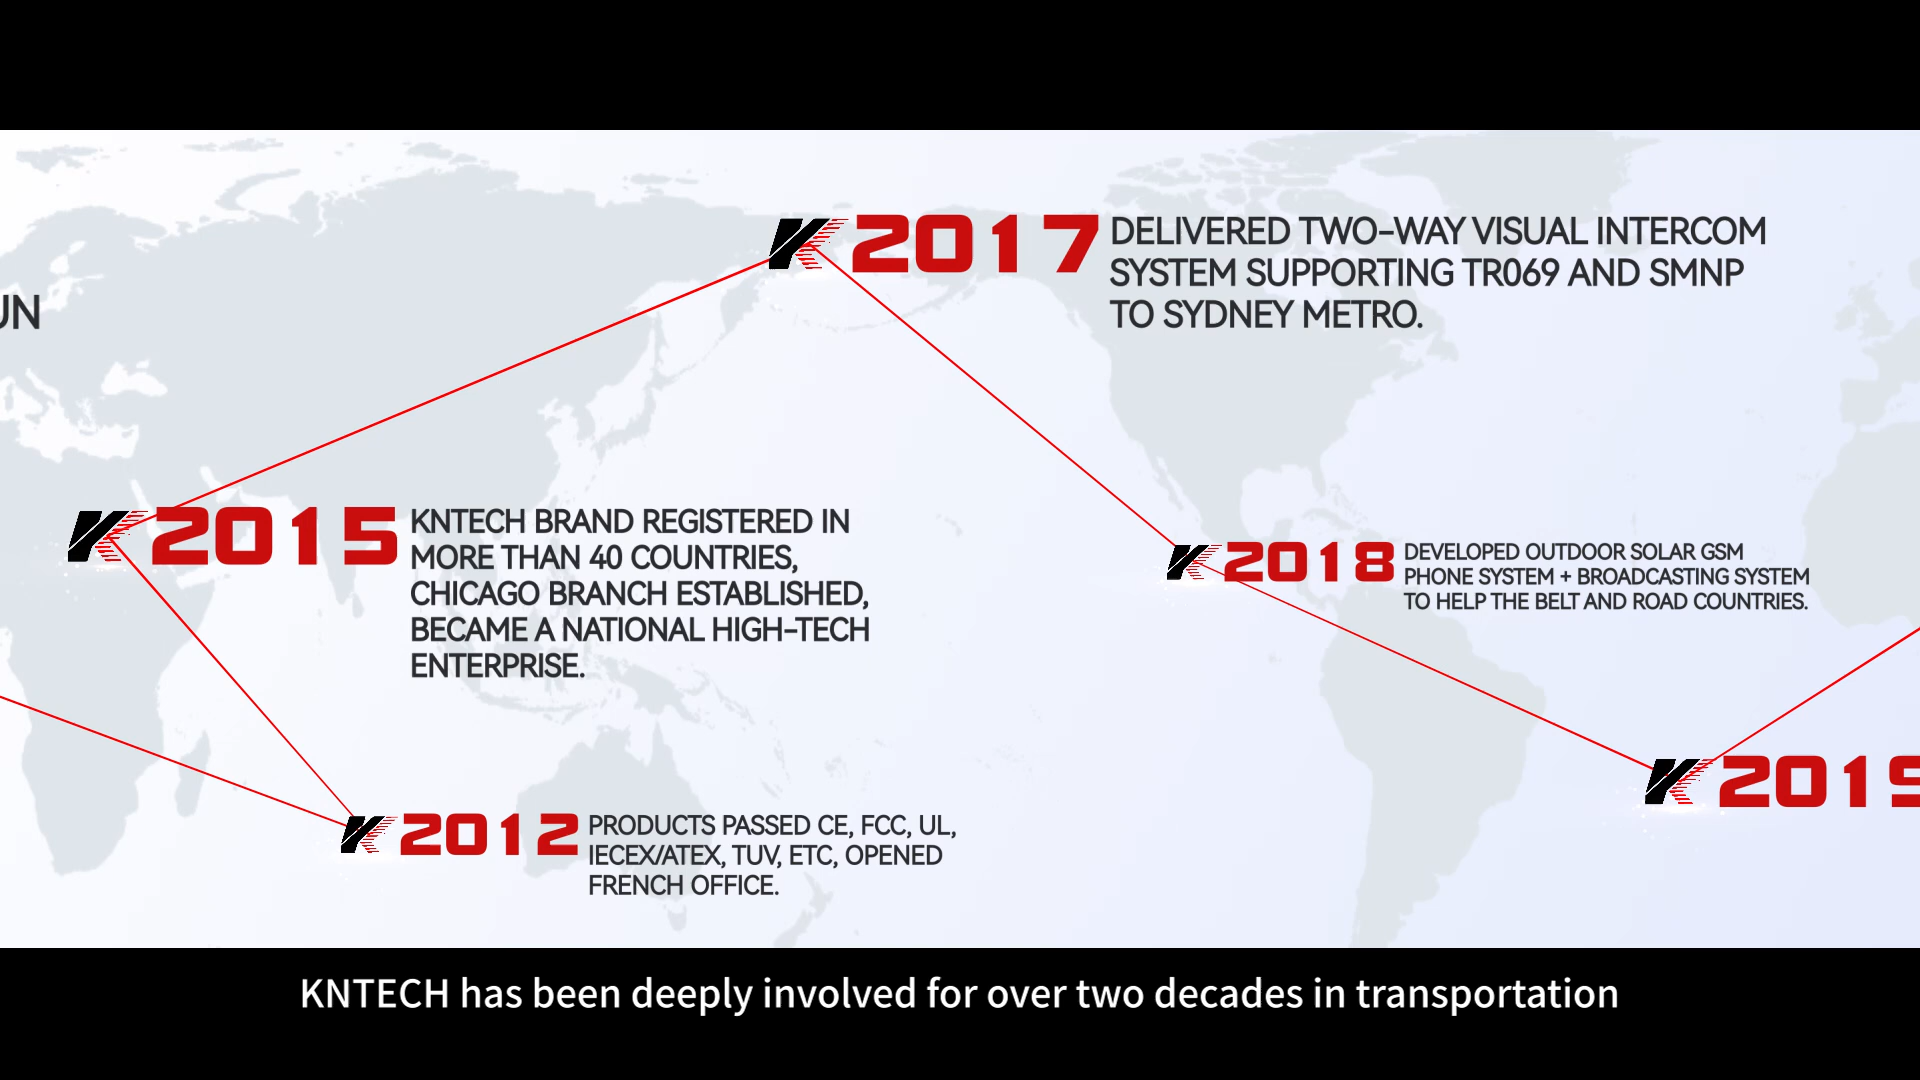 UN
2017
DELIVERED TWO-WAY VISUAL INTERCOM
SYSTEM SUPPORTING TR069 AND SMNP
TO SYDNEY METRO.
2015
KNTECH BRAND REGISTERED IN
MORE THAN 40 COUNTRIES,
CHICAGO BRANCH ESTABLISHED,
BECAME A NATIONAL HIGH-TECH
ENTERPRISE.
2018
DEVELOPED OUTDOOR SOLAR GSM
PHONE SYSTEM + BROADCASTING SYSTEM
TO HELP THE BELT AND ROAD COUNTRIES.
2019
2012
PRODUCTS PASSED CE, FCC, UL,
IECEX/ATEX, TUV, ETC, OPENED
FRENCH OFFICE.
KNTECH has been deeply involved for over two decades in transportation